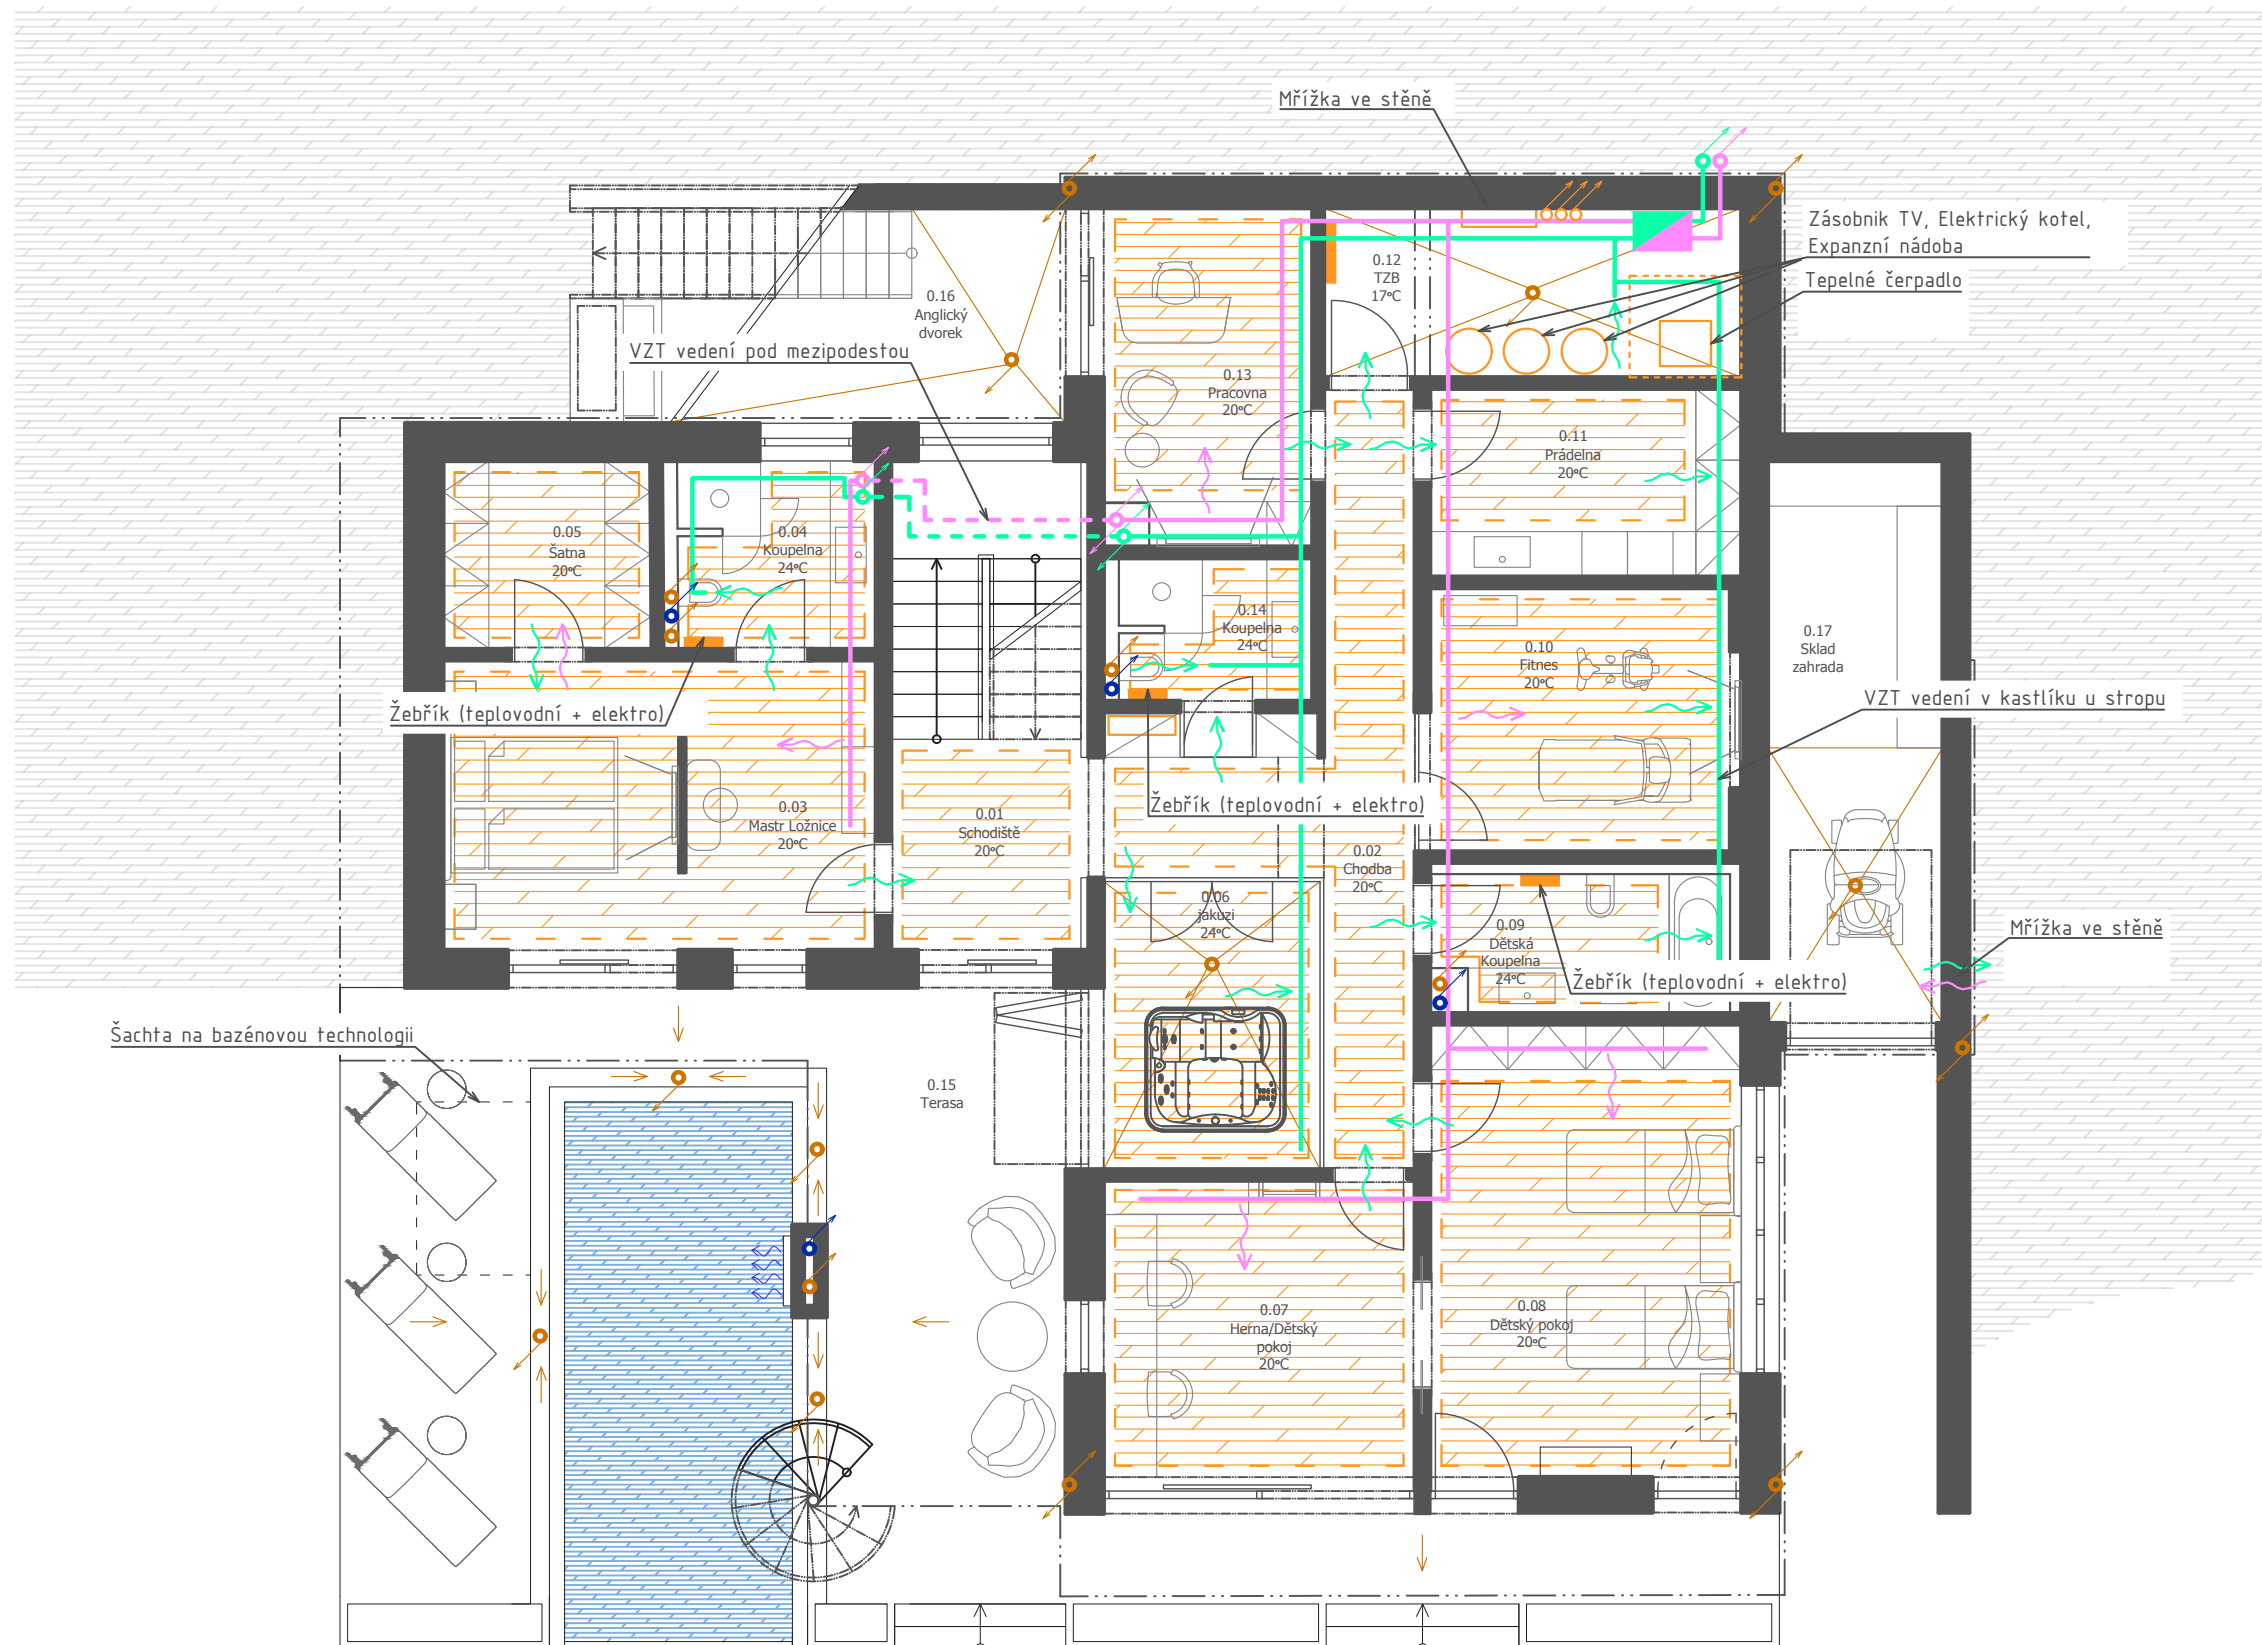 Mřížka ve stěně
Zásobnik TV, Elektrický kotel,
Expanzní nádoba
Tepelné čerpadlo
0.12
TZB
17°C
0.16
Anglický
dvorek
VZT vedení pod mezipodestou
0.13
Pracovna
20°C
0.11
Prádelna
20°C
0.05
Šatna
20°C
0.04
Koupelna
24°C
0.14
Koupelna
24°C
0.10
Fitnes
20°C
0.17
Sklad
zahrada
VZT vedení v kastlíku u stropu
Žebřík (teplovodní + elektro)
0.03
Mastr Ložnice
20°C
0.01
Schodiště
20°C
Žebřík (teplovodní + elektro)
0.02
Chodba
20°C
0.06
jakuzi
24°C
0.09
Dětská
Koupelna
24°C
Mřížka ve stěně
Žebřík (teplovodní + elektro)
Šachta na bazénovou technologii
0.15
Terasa
0.07
Herna/Dětský
pokoj
20°C
0.08
Dětský pokoj
20°C